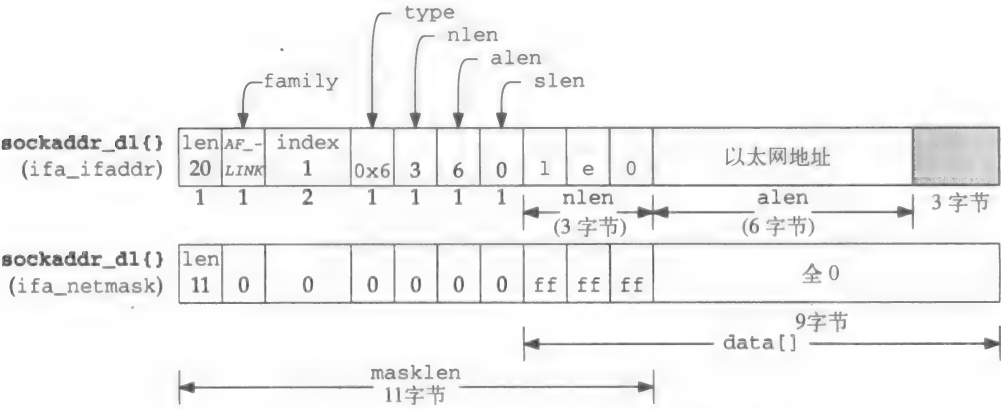 type
nlen
alen
family
slen
sockaddr_dl{}
(ifa_ifaddr)
len AF_- index
20 LINK 1 0x6 3 6 0 l e 0 以太网地址
1 1 2 1 1 1 1 nlen alen 3 字节
(3 字节) (6 字节)
sockaddr_dl{}
(ifa_netmask)
len
11 0 0 0 0 0 0 ff ff ff 全 0
9字节
data[]
masklen
11字节